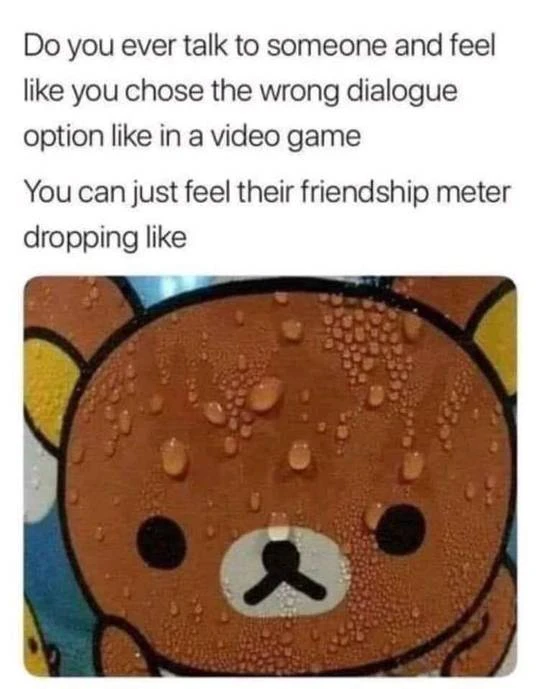 Do you ever talk to someone and feel
like you chose the wrong dialogue
option like in a video game
You can just feel their friendship meter
dropping like